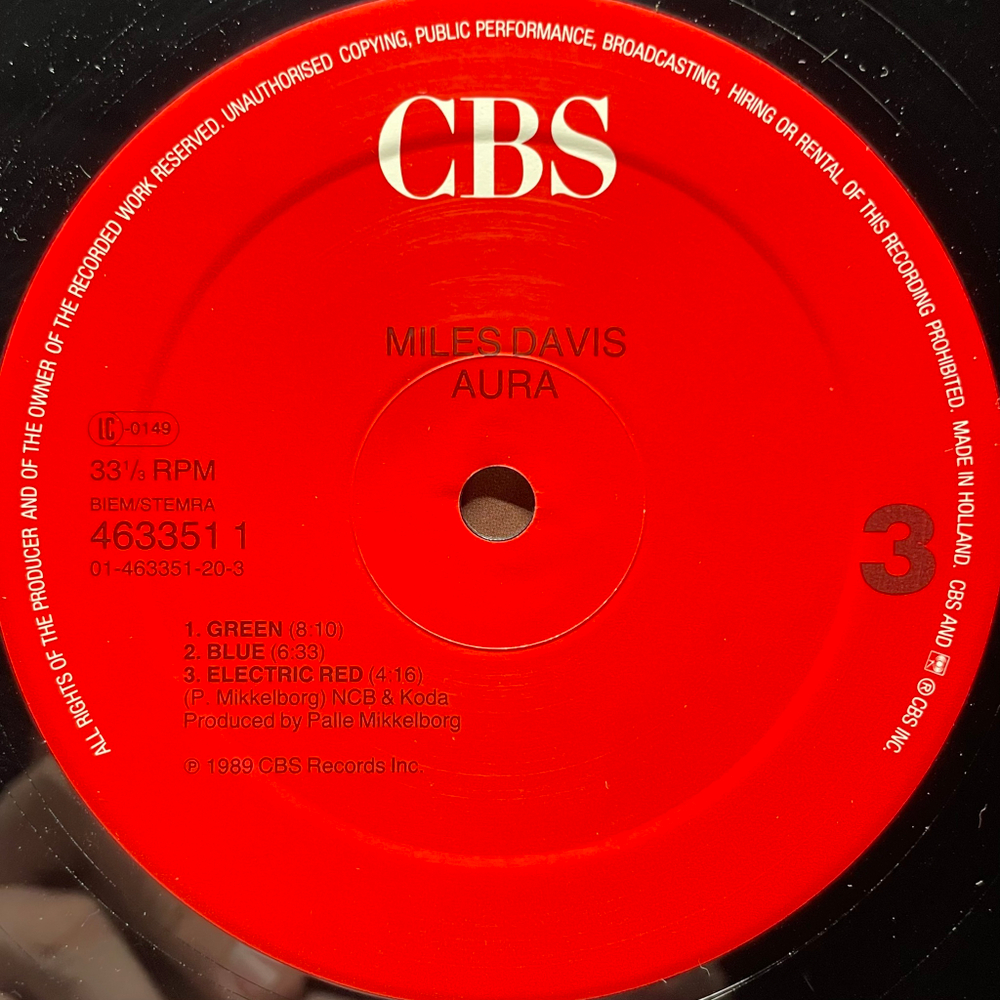 ALL RIGHTS OF THE PRODUCER AND OF THE OWNER OF THE RECORDED WORK RESERVED. UNAUTHORISED COPYING, PUBLIC PERFORMANCE, BROADCASTING, HIRING OR RENTAL OF THIS RECORDING PROHIBITED. MADE IN HOLLAND. CBS AND ® CBS INC.
CBS
MILES DAVIS
AURA
LC-0149
33⅓ RPM
BIEM/STEMRA
463351 1
01-463351-20-3
3
1. GREEN (8:10)
2. BLUE (6:33)
3. ELECTRIC RED (4:16)
(P. Mikkelborg) NCB & Koda
Produced by Palle Mikkelborg
℗ 1989 CBS Records Inc.